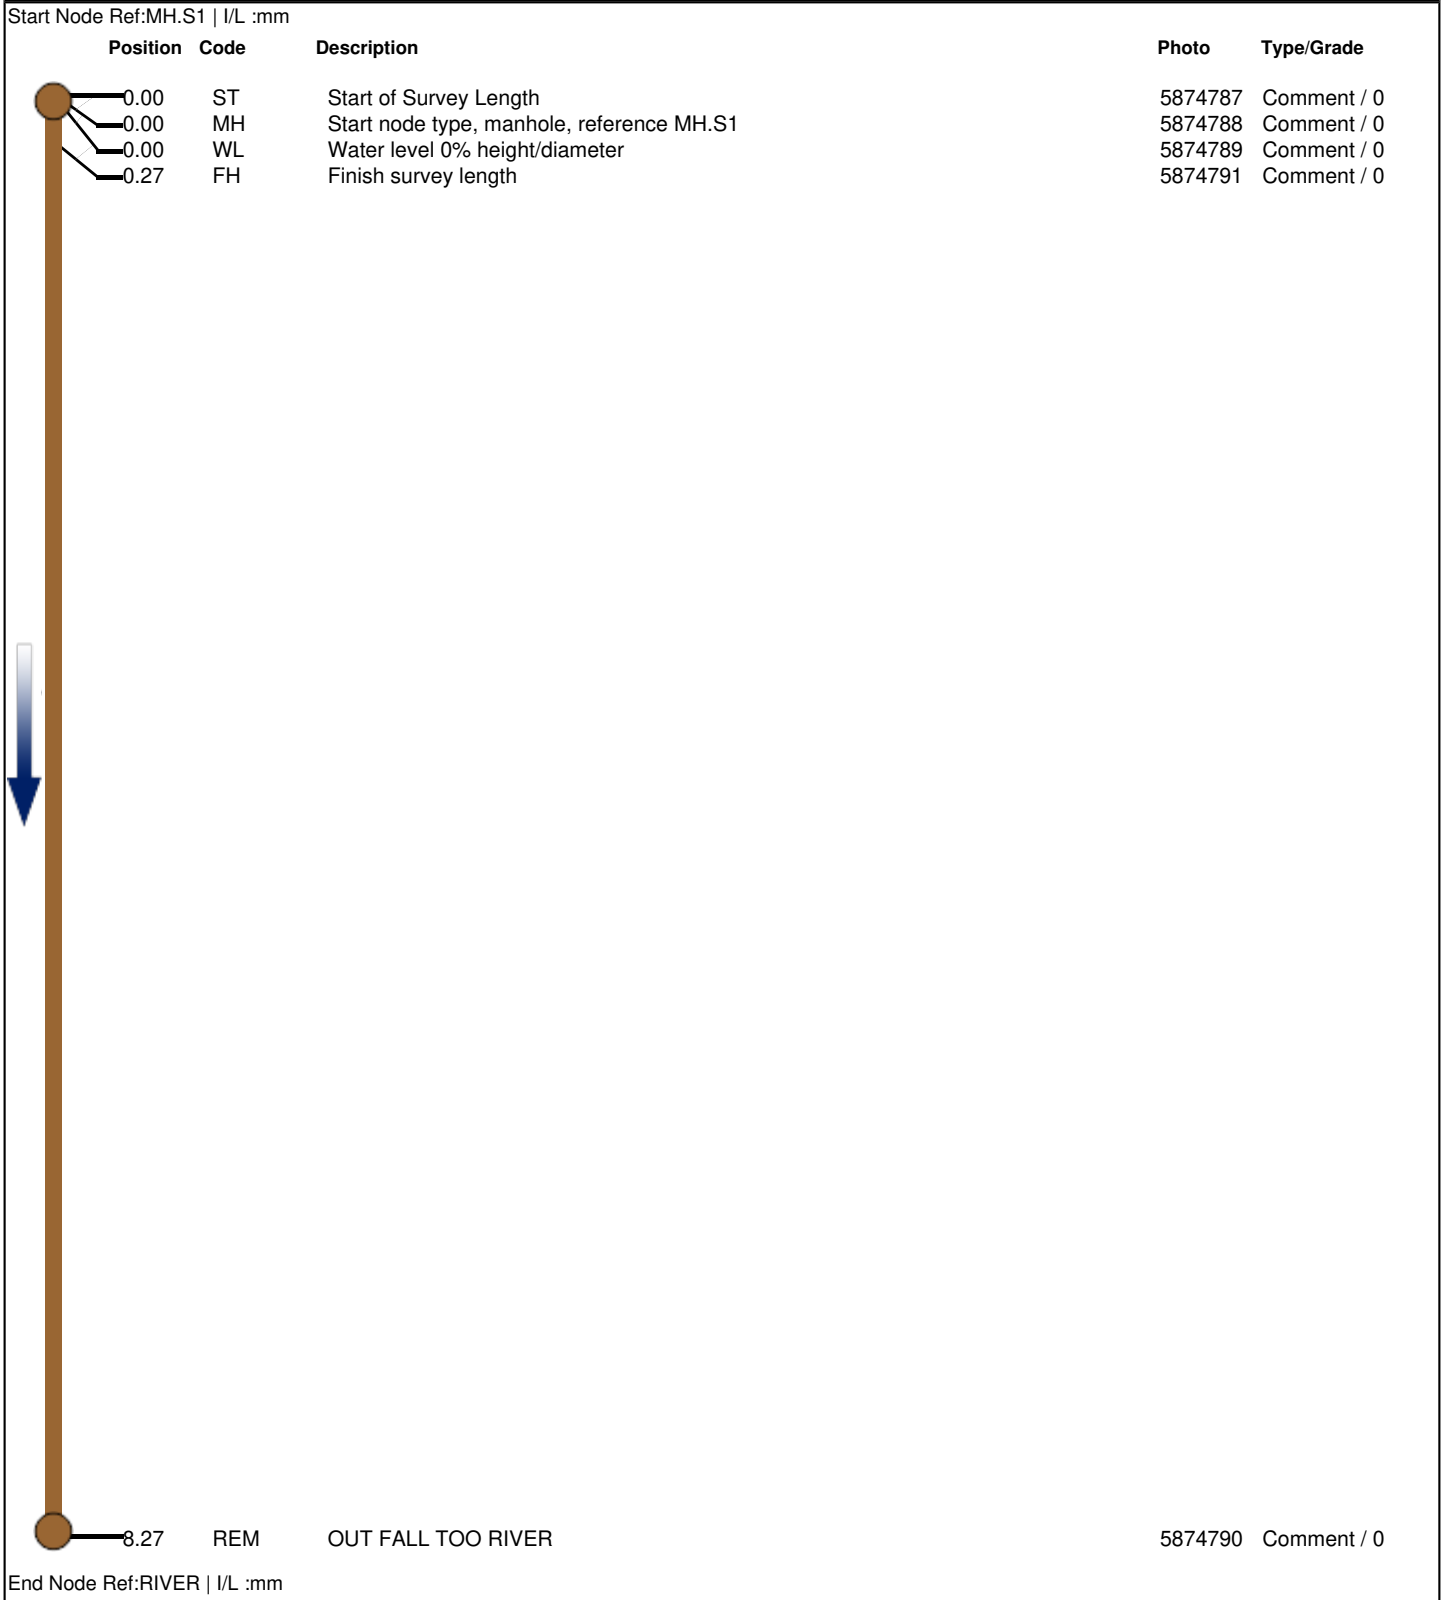 Start Node Ref:MH.S1 | I/L :mm
Position Code Description Photo Type/Grade
0.00 ST Start of Survey Length 5874787 Comment / 0
0.00 MH Start node type, manhole, reference MH.S1 5874788 Comment / 0
0.00 WL Water level 0% height/diameter 5874789 Comment / 0
0.27 FH Finish survey length 5874791 Comment / 0
8.27 REM OUT FALL TOO RIVER 5874790 Comment / 0
End Node Ref:RIVER | I/L :mm